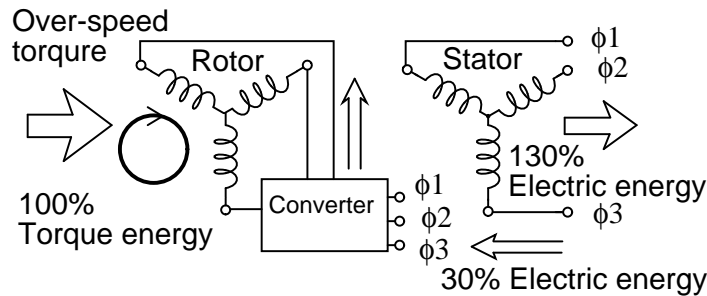 Over-speed
torqure
Rotor
Stator
ϕ1
ϕ2
130%
Electric energy
ϕ3
100%
Torque energy
Converter
ϕ1
ϕ2
ϕ3
30% Electric energy